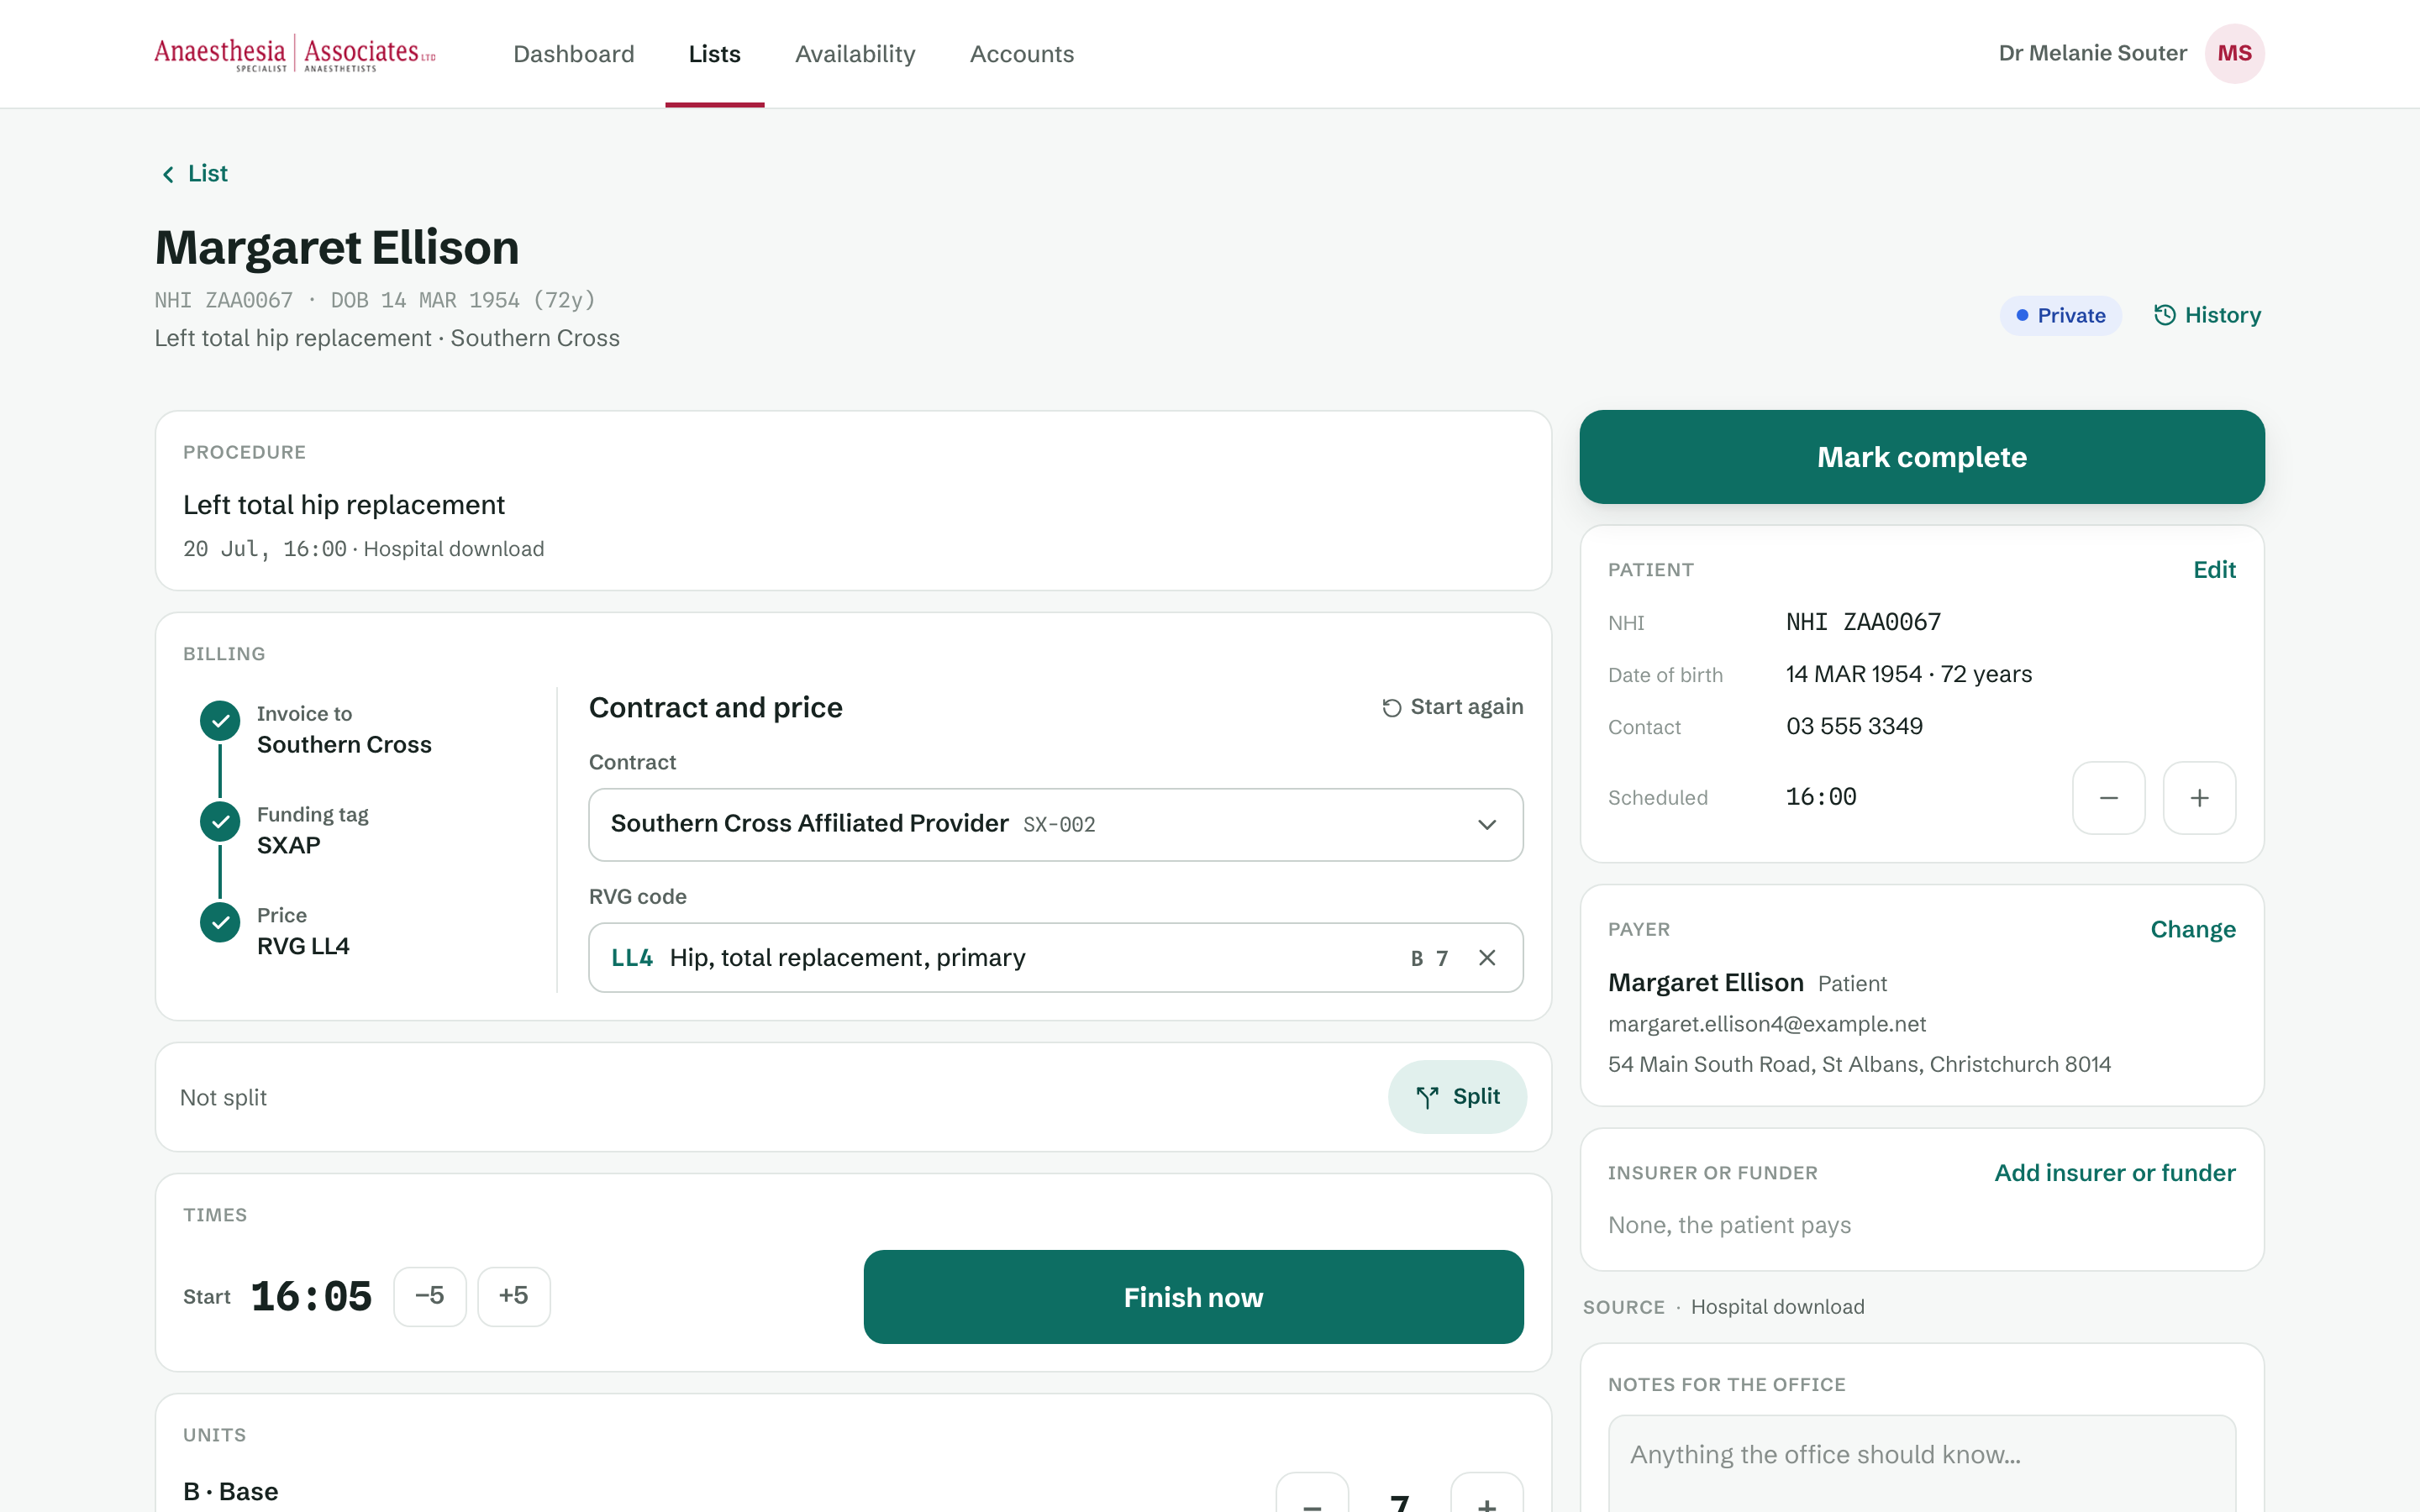 Anaesthesia Associates LTD
SPECIALIST ANAESTHETISTS
Dashboard
Lists
Availability
Accounts
Dr Melanie Souter
MS
List
Margaret Ellison
NHI ZAA0067 · DOB 14 MAR 1954 (72y)
Left total hip replacement · Southern Cross
Private
History
PROCEDURE
Left total hip replacement
20 Jul, 16:00 · Hospital download
BILLING
Invoice to
Southern Cross
Funding tag
SXAP
Price
RVG LL4
Contract and price
Start again
Contract
Southern Cross Affiliated Provider SX-002
RVG code
LL4 Hip, total replacement, primary B 7
Not split
Split
TIMES
Start 16:05 −5 +5
Finish now
UNITS
B · Base
− 7 +
Mark complete
PATIENT
Edit
NHI NHI ZAA0067
Date of birth 14 MAR 1954 · 72 years
Contact 03 555 3349
Scheduled 16:00 − +
PAYER
Change
Margaret Ellison Patient
margaret.ellison4@example.net
54 Main South Road, St Albans, Christchurch 8014
INSURER OR FUNDER
Add insurer or funder
None, the patient pays
SOURCE · Hospital download
NOTES FOR THE OFFICE
Anything the office should know...